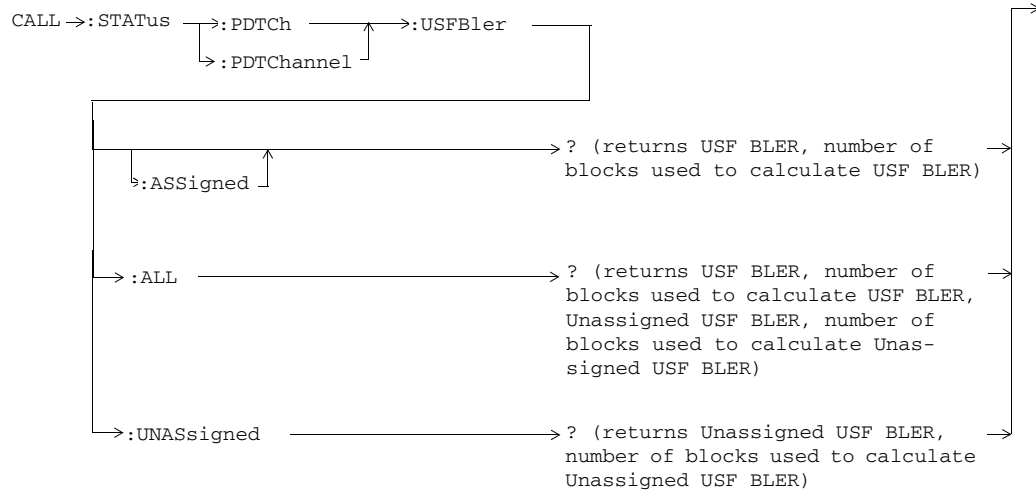 CALL :STATus :PDTCh :USFBler
:PDTChannel
? (returns USF BLER, number of
blocks used to calculate USF BLER)
:ASSigned
:ALL ? (returns USF BLER, number of
blocks used to calculate USF BLER,
Unassigned USF BLER, number of
blocks used to calculate Unas-
signed USF BLER)
:UNASsigned ? (returns Unassigned USF BLER,
number of blocks used to calculate
Unassigned USF BLER)